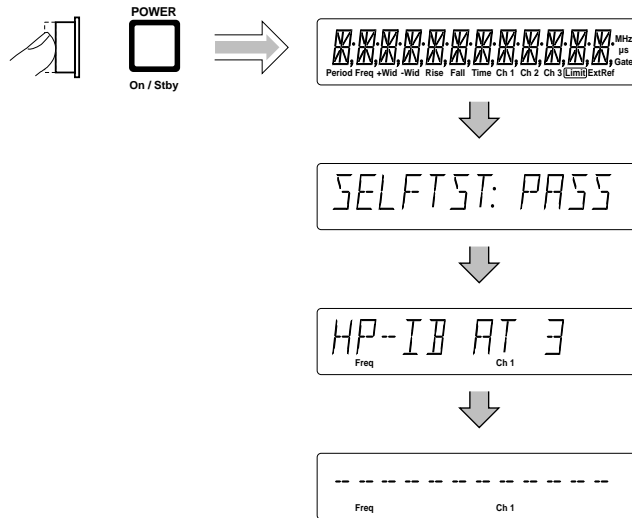 POWER
On / Stby
MHz
µs
Gate
Period Freq +Wid -Wid Rise Fall Time Ch 1 Ch 2 Ch 3 Limit ExtRef
SELFTST: PASS
HP-IB AT 3
Freq Ch 1
-- -- -- -- -- -- -- -- -- -- -- --
Freq Ch 1